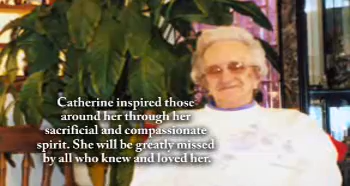 Catherine inspired those
around her through her
sacrificial and compassionate
spirit. She will be greatly missed
by all who knew and loved her.